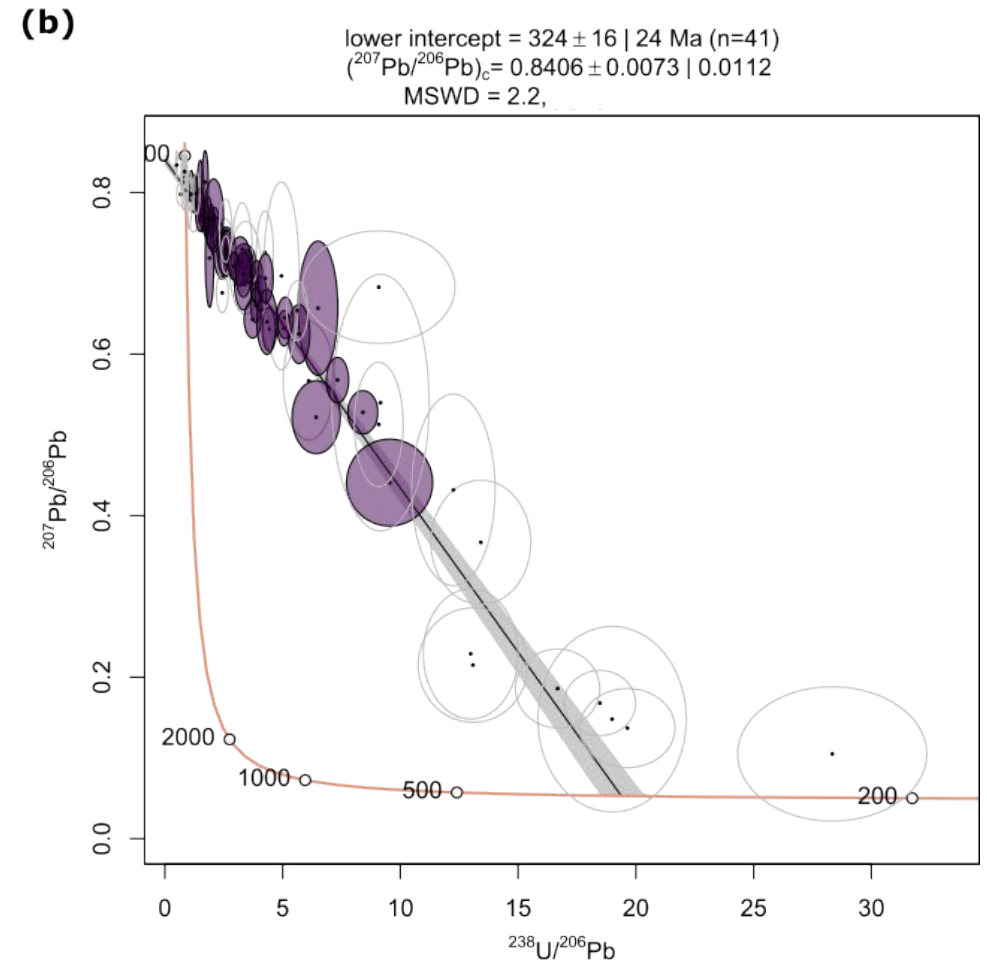 (b)
lower intercept = 324 ± 16 | 24 Ma (n=41)
(²⁰⁷Pb/²⁰⁶Pb)c= 0.8406 ± 0.0073 | 0.0112
MSWD = 2.2,
00
0.8
0.6
0.4
0.2
0.0
²⁰⁷Pb/²⁰⁶Pb
2000
1000
500
200
0 5 10 15 20 25 30
²³⁸U/²⁰⁶Pb